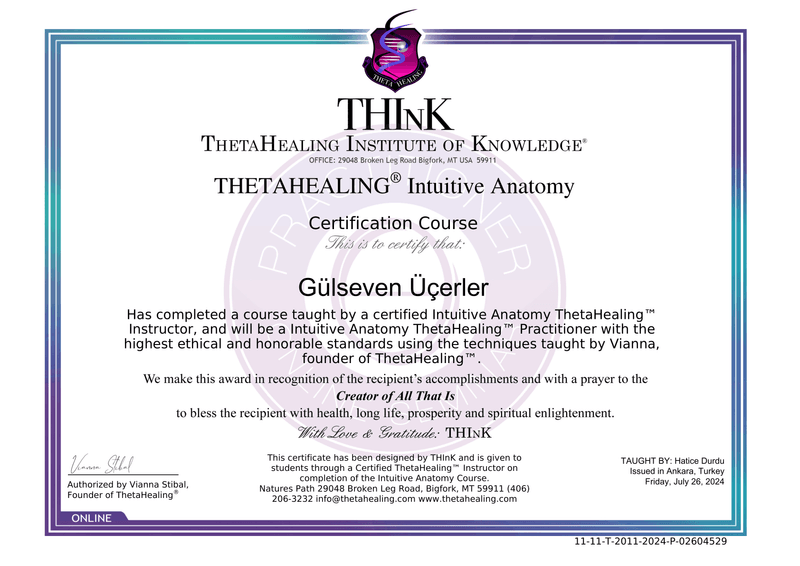 THETA HEALING
THInK
ThetaHealing Institute of Knowledge®
OFFICE: 29048 Broken Leg Road Bigfork, MT USA 59911
THETAHEALING® Intuitive Anatomy
PRACTITIONER
Certification Course
This is to certify that:
Gülseven Üçerler
Has completed a course taught by a certified Intuitive Anatomy ThetaHealing™
Instructor, and will be a Intuitive Anatomy ThetaHealing™ Practitioner with the
highest ethical and honorable standards using the techniques taught by Vianna,
founder of ThetaHealing™.
We make this award in recognition of the recipient's accomplishments and with a prayer to the
Creator of All That Is
to bless the recipient with health, long life, prosperity and spiritual enlightenment.
With Love & Gratitude: THInK
Vianna Stibal
Authorized by Vianna Stibal,
Founder of ThetaHealing®
This certificate has been designed by THInK and is given to
students through a Certified ThetaHealing™ Instructor on
completion of the Intuitive Anatomy Course.
Natures Path 29048 Broken Leg Road, Bigfork, MT 59911 (406)
206-3232 info@thetahealing.com www.thetahealing.com
TAUGHT BY: Hatice Durdu
Issued in Ankara, Turkey
Friday, July 26, 2024
ONLINE
11-11-T-2011-2024-P-02604529